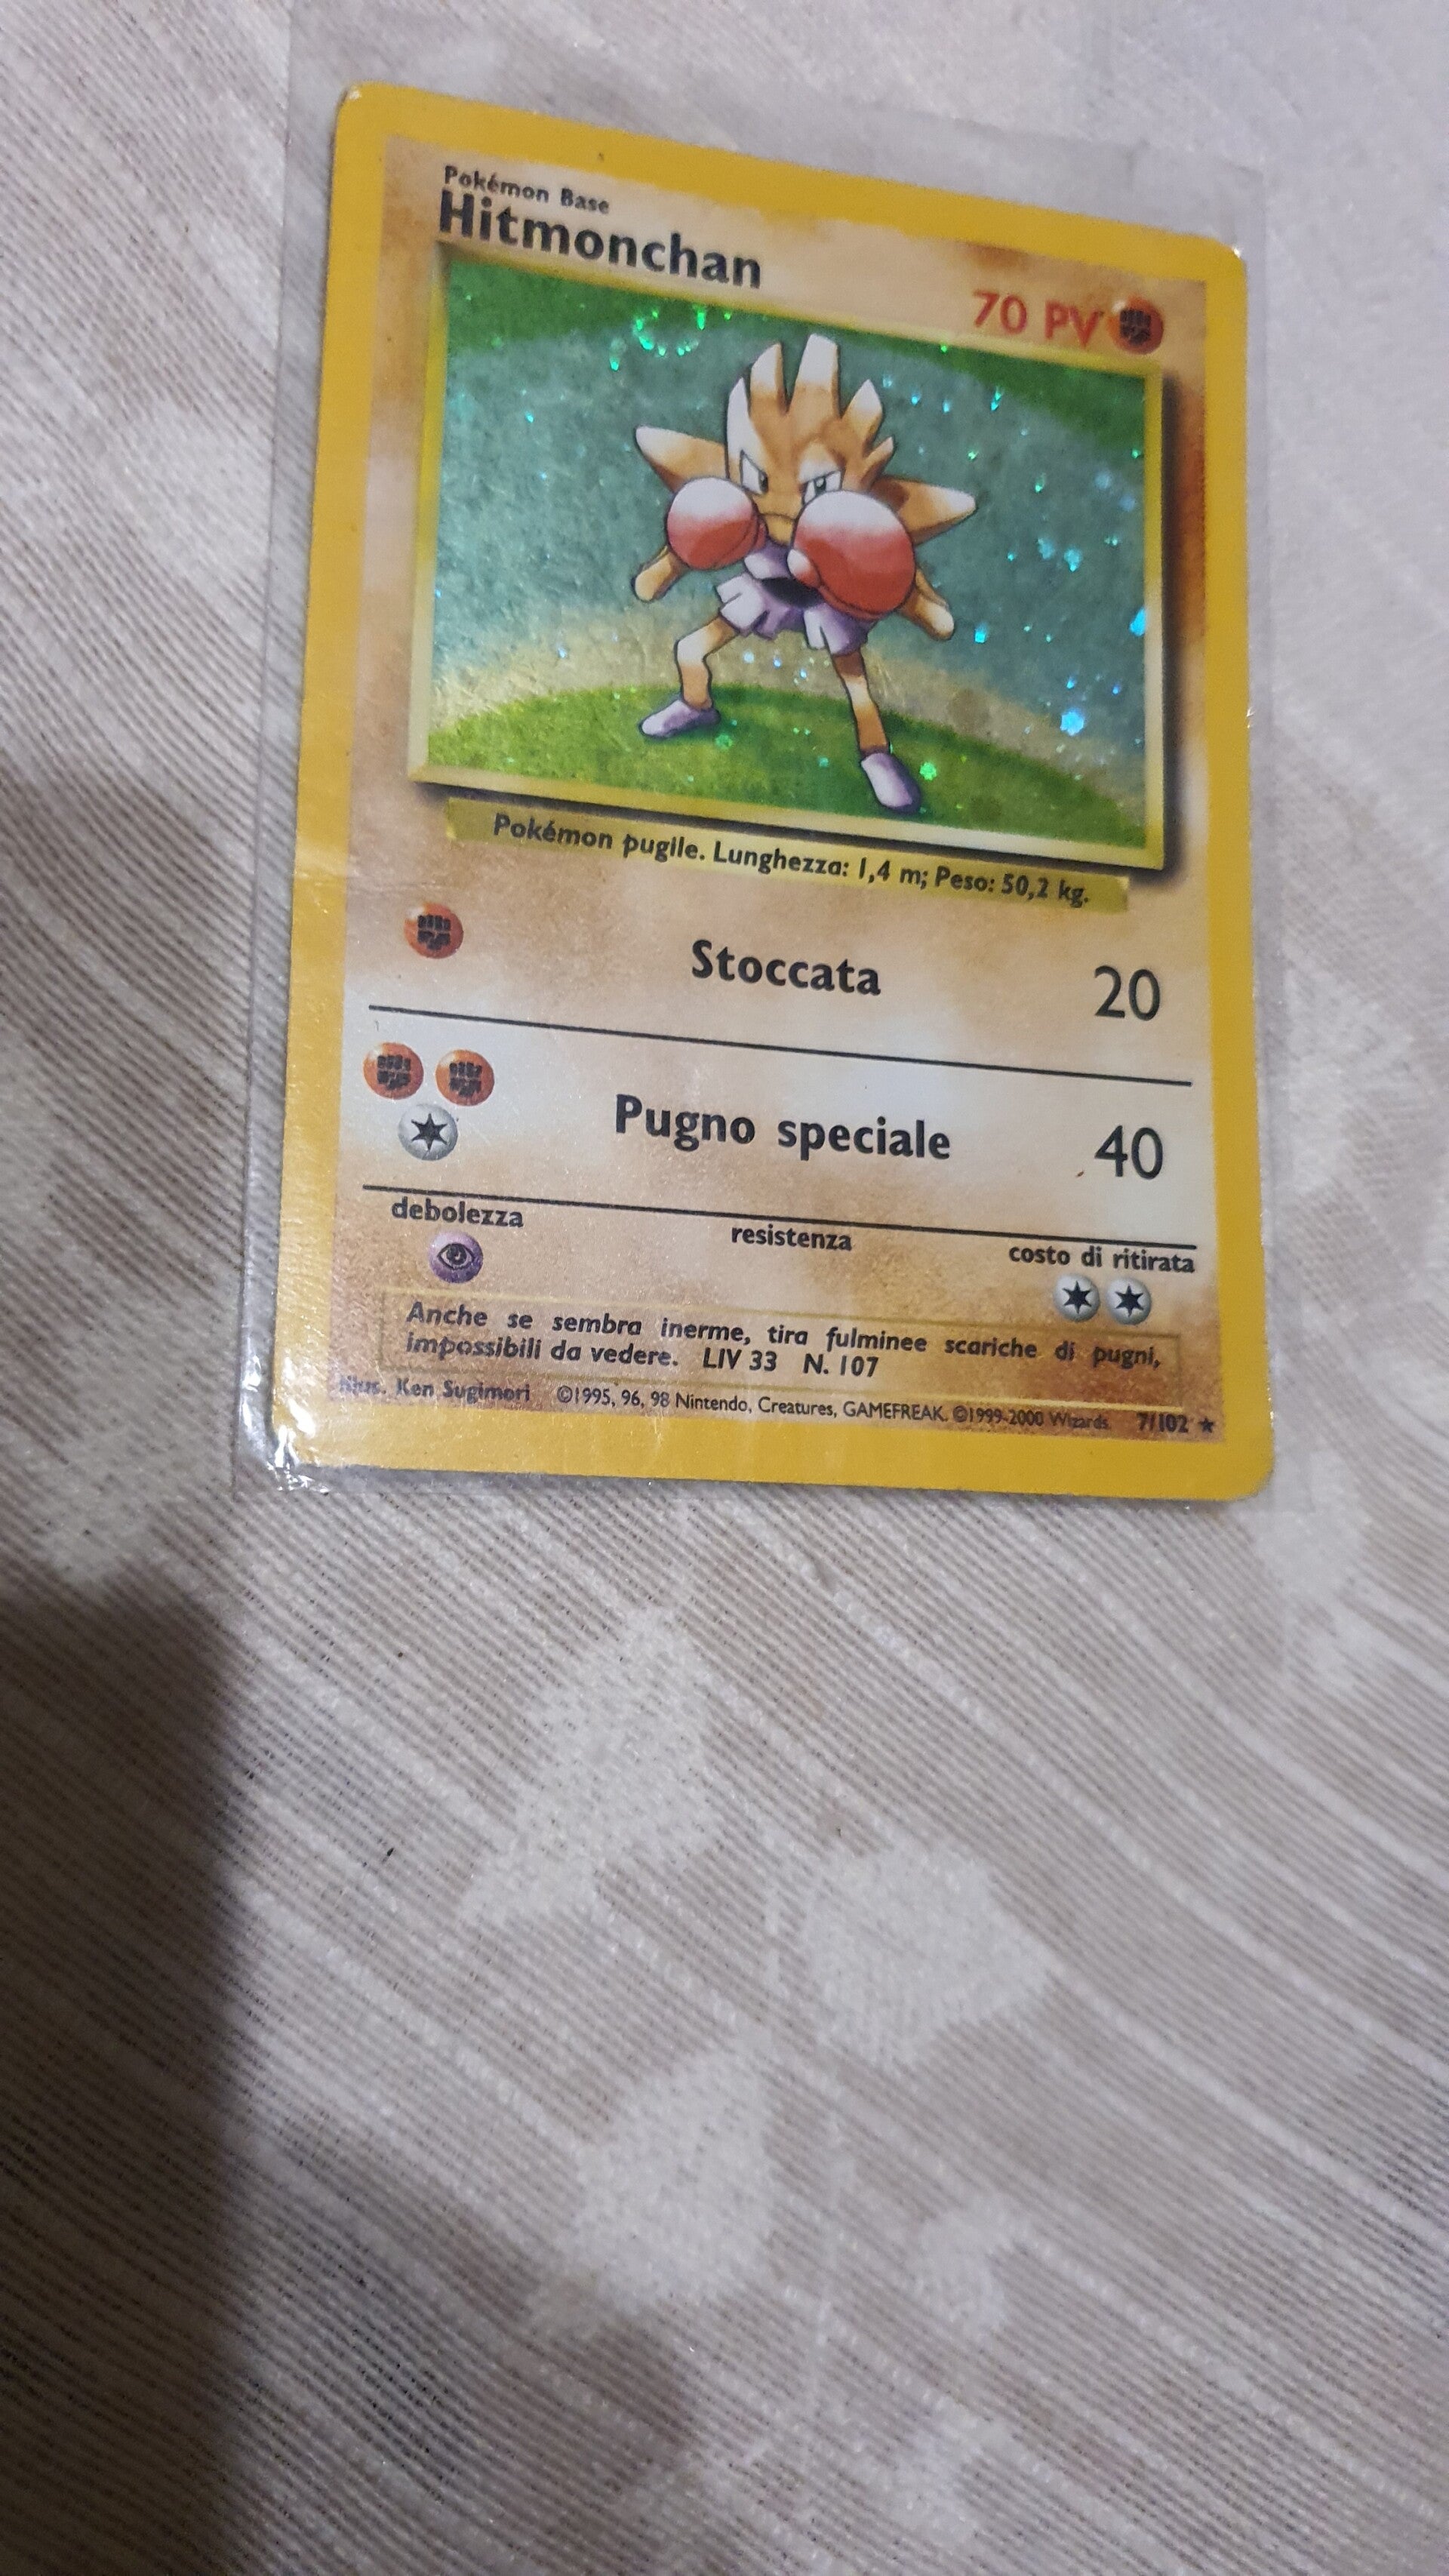 Pokémon Base
Hitmonchan
70 PV
Pokémon pugile. Lunghezza: 1,4 m; Peso: 50,2 kg.
Stoccata 20
Pugno speciale 40
debolezza resistenza costo di ritirata
Anche se sembra inerme, tira fulminee scariche di pugni,
impossibili da vedere. LIV 33 N. 107
Illus. Ken Sugimori ©1995, 96, 98 Nintendo, Creatures, GAMEFREAK. ©1999-2000 Wizards. 7/102 ★